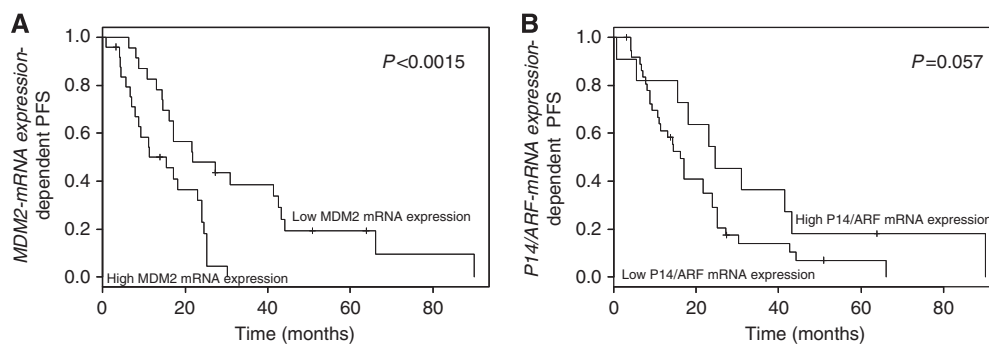 A
MDM2-mRNA expression-
dependent PFS
1.0
0.8
0.6
0.4
0.2
0.0
P<0.0015
Low MDM2 mRNA expression
High MDM2 mRNA expression
0 20 40 60 80
Time (months)
B
P14/ARF-mRNA expression-
dependent PFS
1.0
0.8
0.6
0.4
0.2
0.0
P=0.057
High P14/ARF mRNA expression
Low P14/ARF mRNA expression
0 20 40 60 80
Time (months)